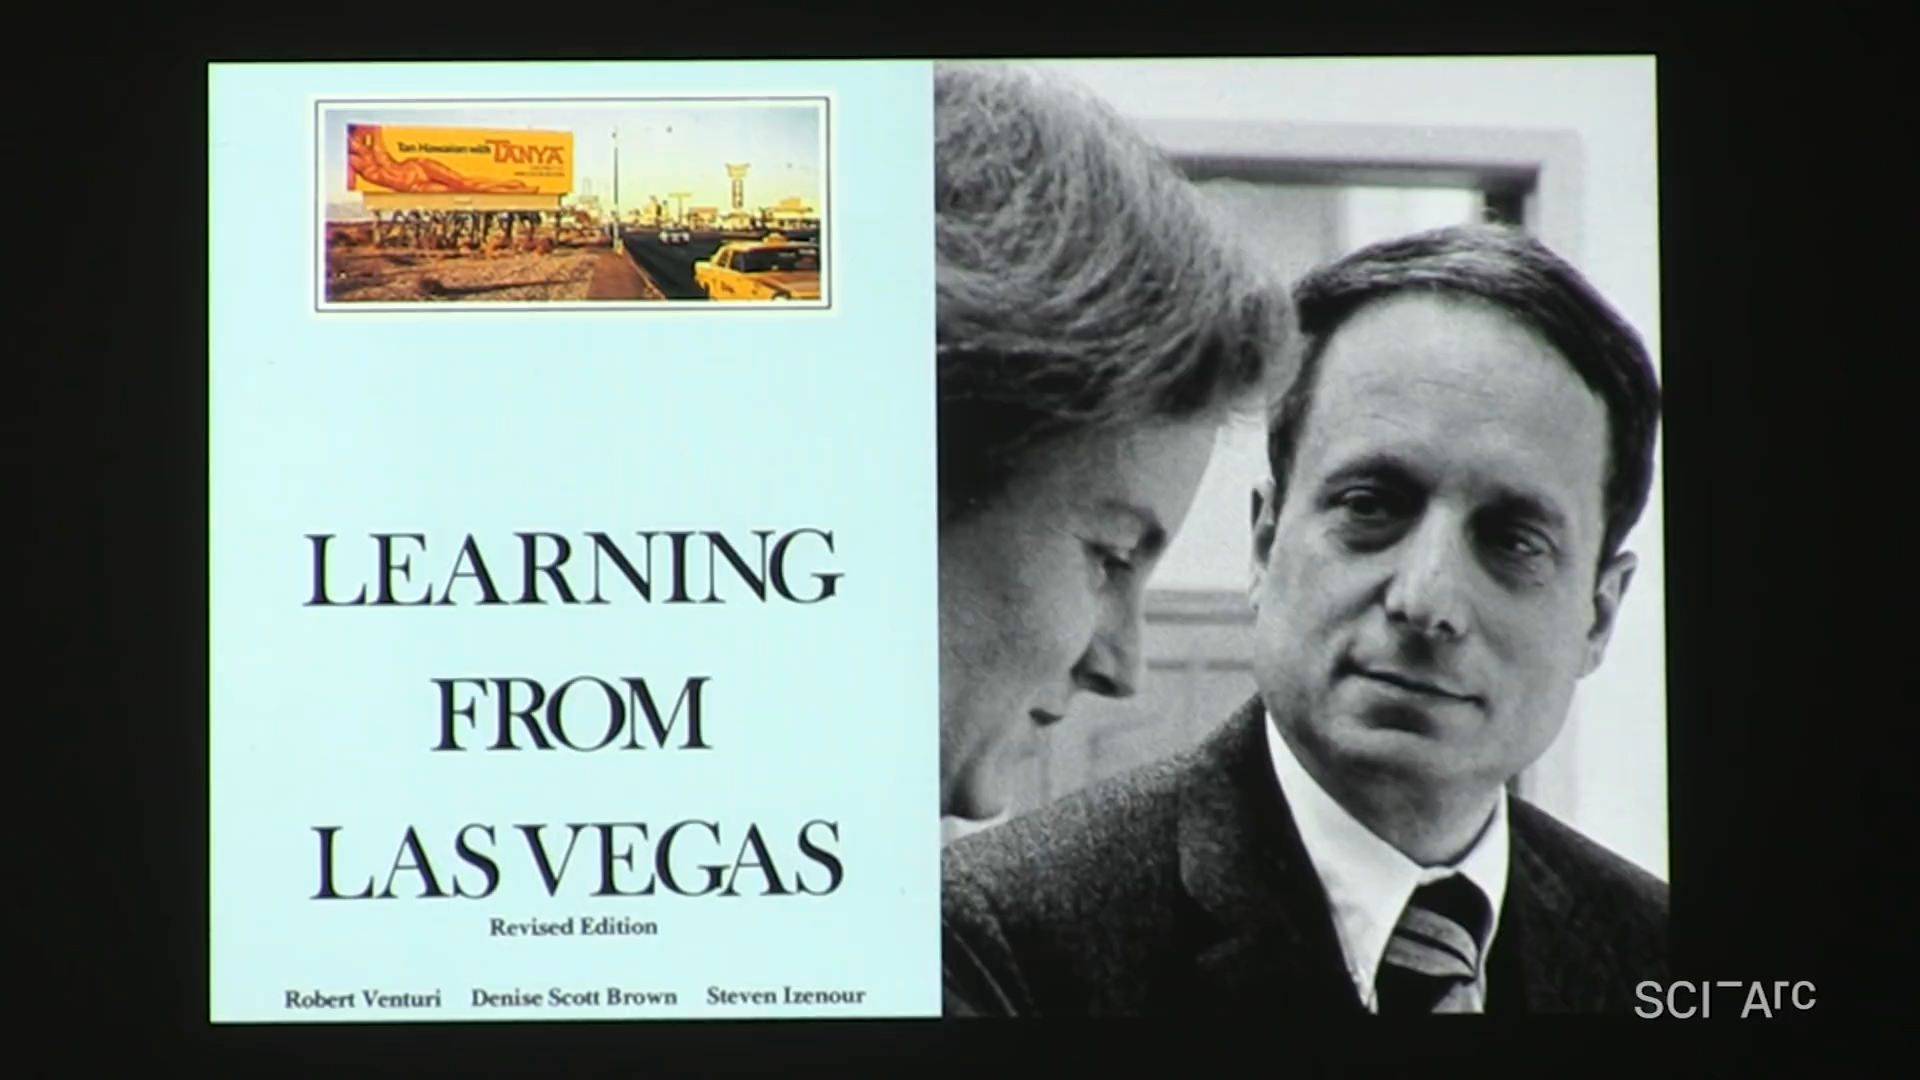 Tan Hawaiian with TANYA
LEARNING
FROM
LAS VEGAS
Revised Edition
Robert Venturi Denise Scott Brown Steven Izenour
SCI-Arc